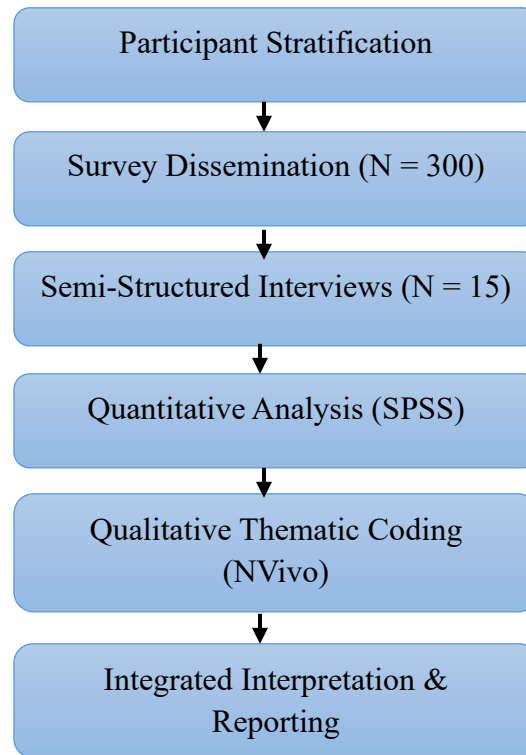 Participant Stratification
Survey Dissemination (N = 300)
Semi-Structured Interviews (N = 15)
Quantitative Analysis (SPSS)
Qualitative Thematic Coding
(NVivo)
Integrated Interpretation &
Reporting